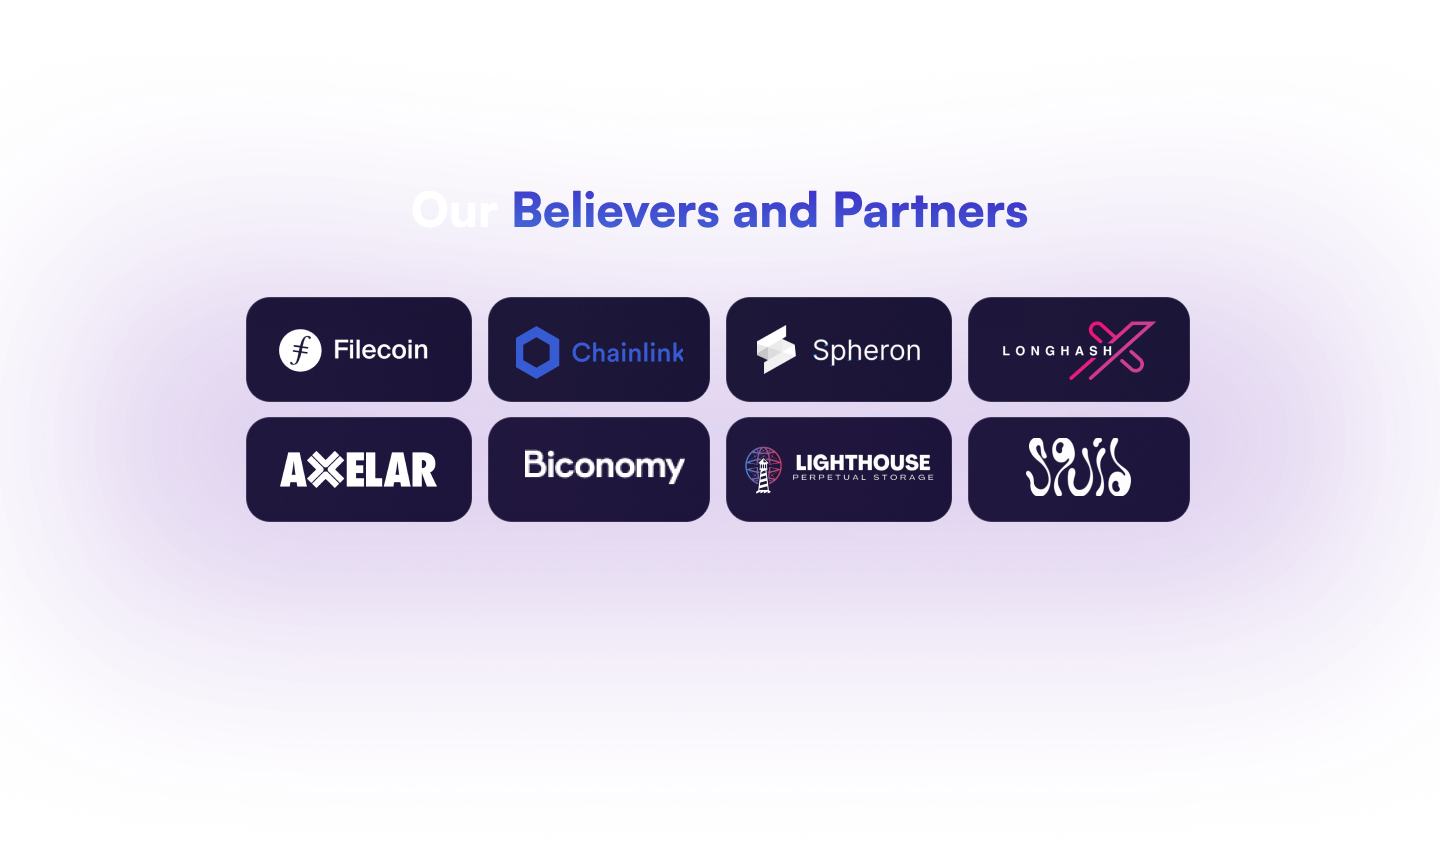 Our Believers and Partners
Filecoin
Chainlink
Spheron
LONGHASH
AXELAR
Biconomy
LIGHTHOUSE
PERPETUAL STORAGE
Squid